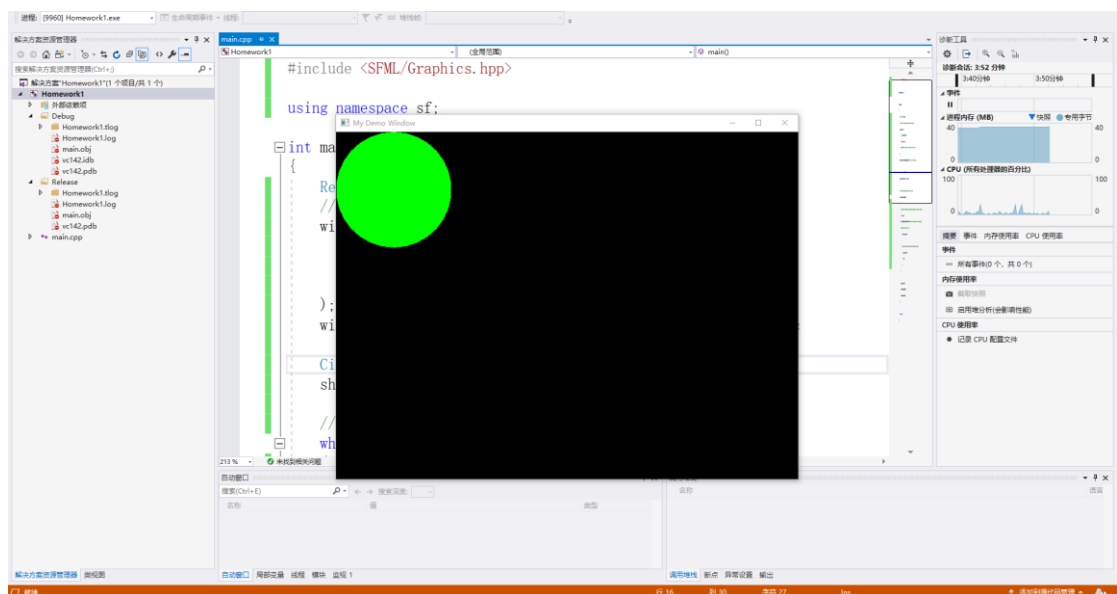 进程: [9960] Homework1.exe 生命周期事件 线程: 堆栈帧:
解决方案资源管理器
搜索解决方案资源管理器(Ctrl+;)
解决方案"Homework1"(1 个项目/共 1 个)
Homework1
外部依赖项
Debug
Homework1.tlog
Homework1.log
main.obj
vc142.idb
vc142.pdb
Release
Homework1.tlog
Homework1.log
main.obj
vc142.pdb
main.cpp
解决方案资源管理器 类视图
main.cpp
Homework1 (全局范围) main()
#include <SFML/Graphics.hpp>
using namespace sf;
My Demo Window
int ma
{
Re
//
wi
);
wi
Ci
sh
//
wh
213 % 未找到相关问题
自动窗口
搜索(Ctrl+E) 搜索深度:
名称 值 类型
自动窗口 局部变量 线程 模块 监视 1
名称 语言
调用堆栈 断点 异常设置 输出
诊断工具
诊断会话: 3:52 分钟
3:40分钟 3:50分钟
事件
进程内存 (MB) 快照 专用字节
40 40
0 0
CPU (所有处理器的百分比)
100 100
0 0
摘要 事件 内存使用率 CPU 使用率
事件
所有事件(0 个，共 0 个)
内存使用率
截取快照
启用堆分析(会影响性能)
CPU 使用率
记录 CPU 配置文件
就绪 行 16 列 30 字符 27 Ins 添加到源代码管理